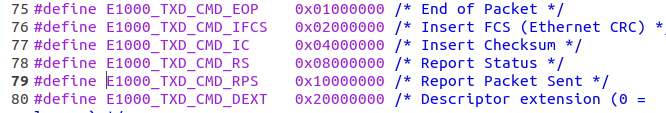 75 #define E1000_TXD_CMD_EOP    0x01000000 /* End of Packet */
76 #define E1000_TXD_CMD_IFCS   0x02000000 /* Insert FCS (Ethernet CRC) */
77 #define E1000_TXD_CMD_IC     0x04000000 /* Insert Checksum */
78 #define E1000_TXD_CMD_RS     0x08000000 /* Report Status */
79 #define E1000_TXD_CMD_RPS    0x10000000 /* Report Packet Sent */
80 #define E1000_TXD_CMD_DEXT   0x20000000 /* Descriptor extension (0 =